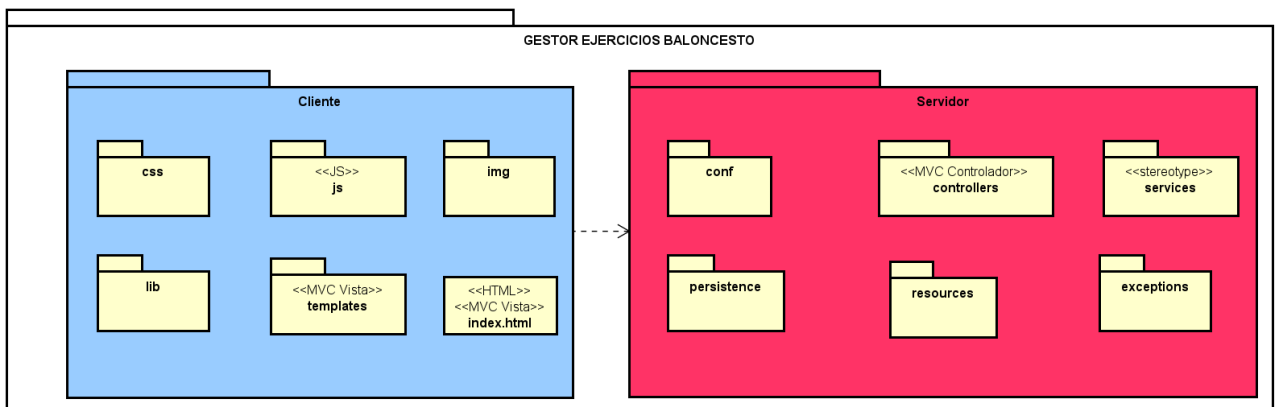 GESTOR EJERCICIOS BALONCESTO
Cliente
css
<<JS>>
js
img
lib
<<MVC Vista>>
templates
<<HTML>>
<<MVC Vista>>
index.html
Servidor
conf
<<MVC Controlador>>
controllers
<<stereotype>>
services
persistence
resources
exceptions